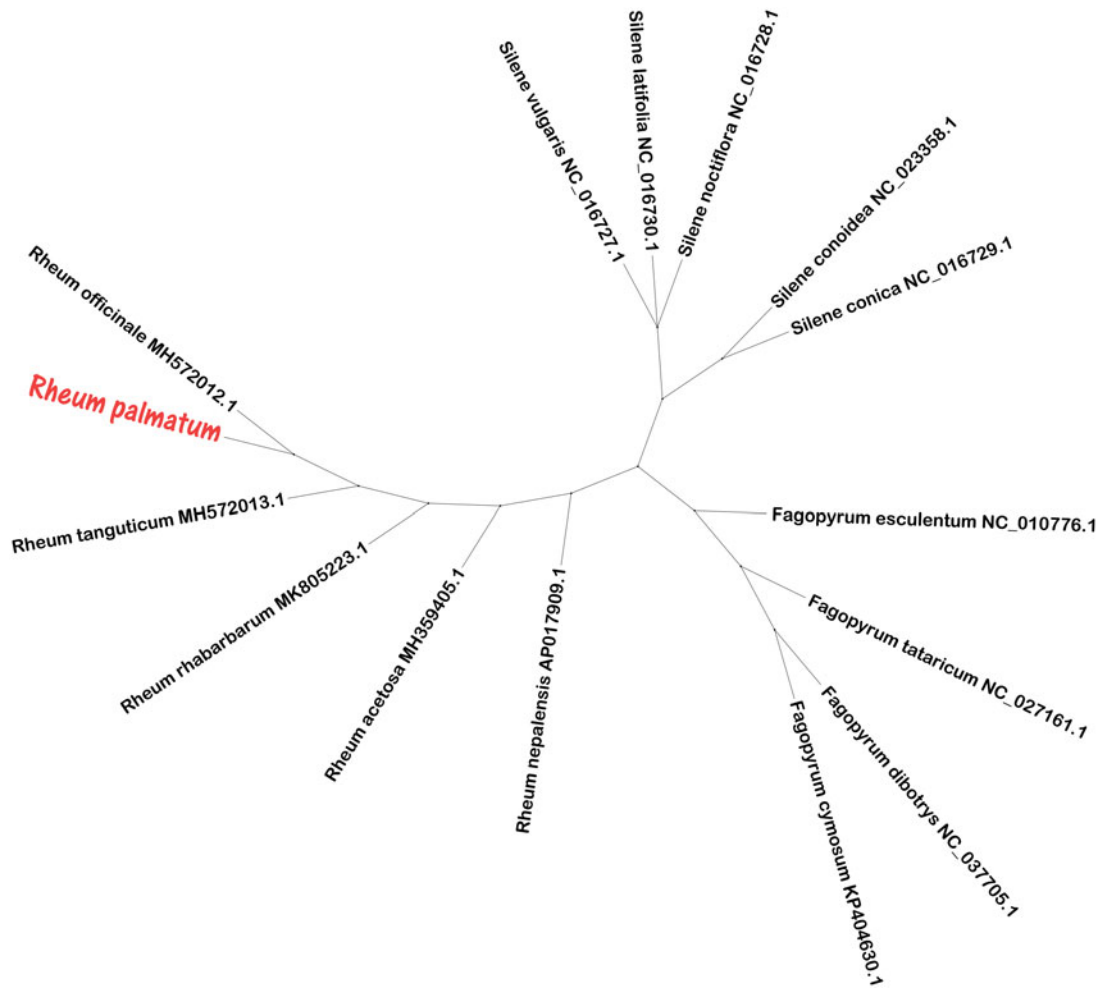 Silene vulgaris NC_016727.1
Silene latifolia NC_016730.1
Silene noctiflora NC_016728.1
Silene conoidea NC_023358.1
Silene conica NC_016729.1
Rheum officinale MH572012.1
Rheum palmatum
Rheum tanguticum MH572013.1
Rheum rhabarbarum MK805223.1
Rheum acetosa MH359405.1
Rheum nepalensis AP017909.1
Fagopyrum esculentum NC_010776.1
Fagopyrum tataricum NC_027161.1
Fagopyrum dibotrys NC_037705.1
Fagopyrum cymosum KP404630.1